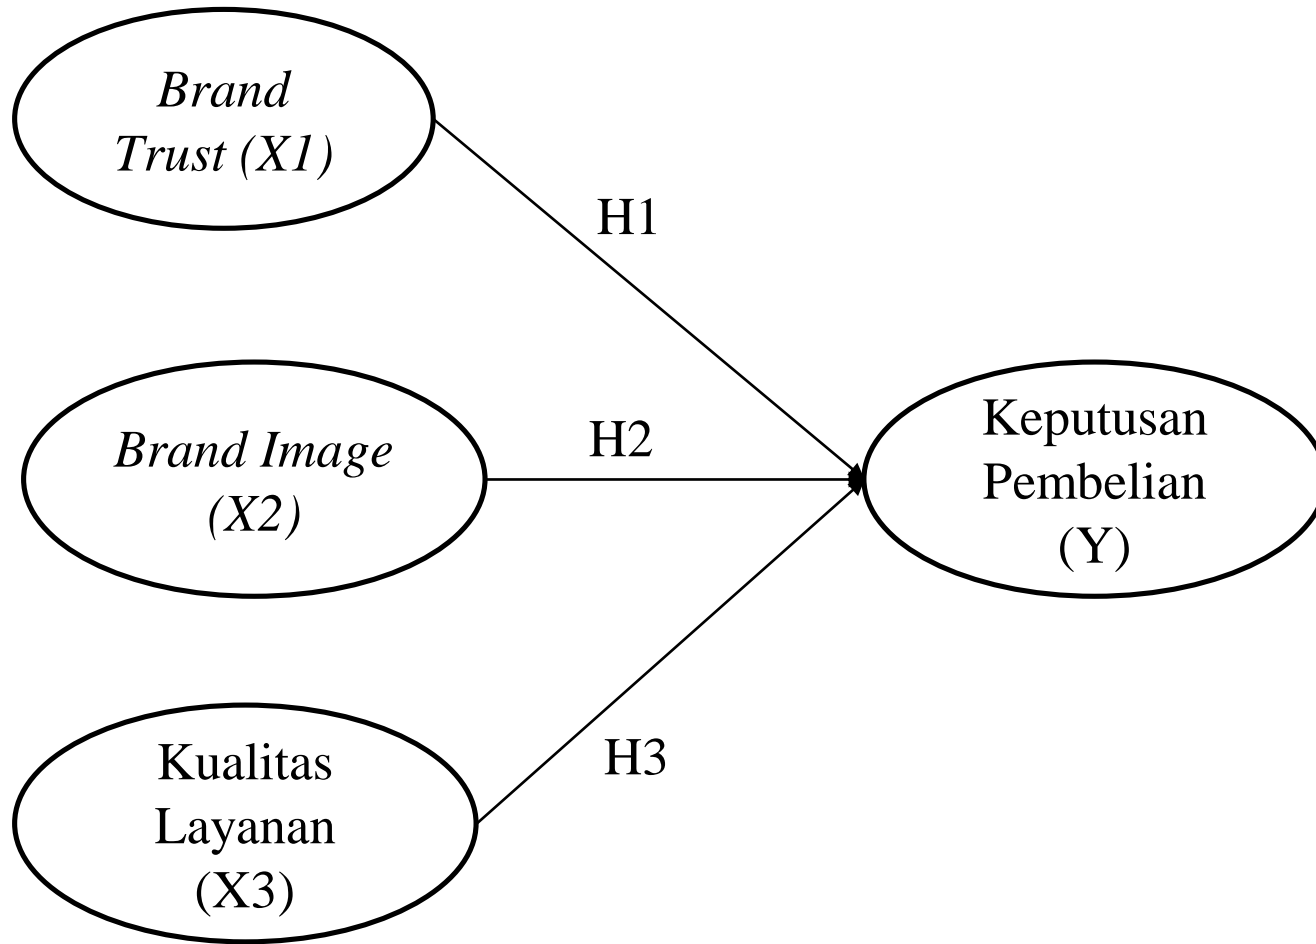 Brand
Trust (X1)
H1
Brand Image
(X2)
H2
Keputusan
Pembelian
(Y)
Kualitas
Layanan
(X3)
H3